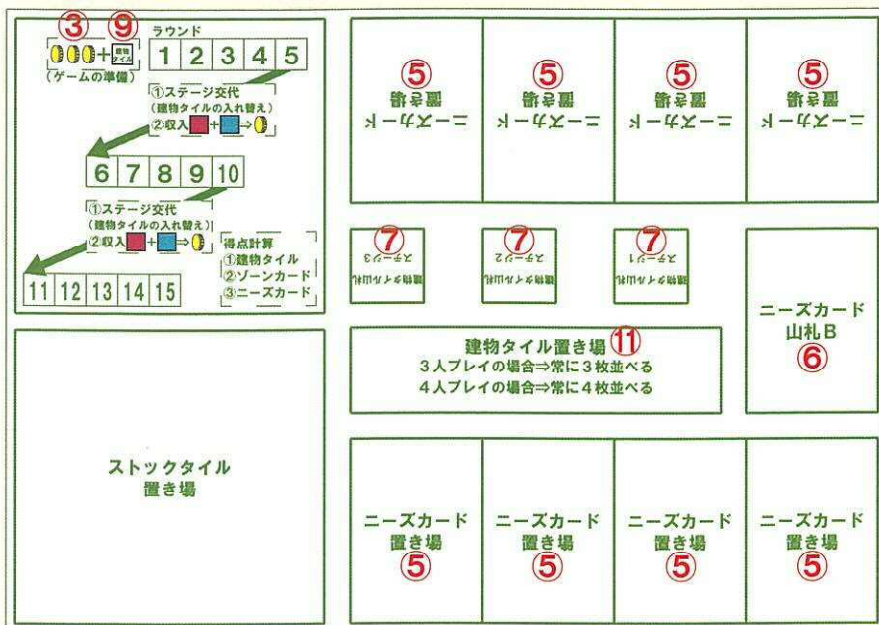 ③ ⑨
+ 建物タイル
(ゲームの準備)
ラウンド
1 2 3 4 5
①ステージ交代
(建物タイルの入れ替え)
②収入 + ⇒
6 7 8 9 10
①ステージ交代
(建物タイルの入れ替え)
②収入 + ⇒
得点計算
①建物タイル
②ゾーンカード
③ニーズカード
11 12 13 14 15
ストックタイル
置き場
⑤
ニーズカード
置き場
⑤
ニーズカード
置き場
⑤
ニーズカード
置き場
⑤
ニーズカード
置き場
⑦
建物タイル山札
ステージ3
⑦
建物タイル山札
ステージ2
⑦
建物タイル山札
ステージ1
ニーズカード
山札B
⑥
建物タイル置き場 ⑪
3人プレイの場合⇒常に3枚並べる
4人プレイの場合⇒常に4枚並べる
ニーズカード
置き場
⑤
ニーズカード
置き場
⑤
ニーズカード
置き場
⑤
ニーズカード
置き場
⑤